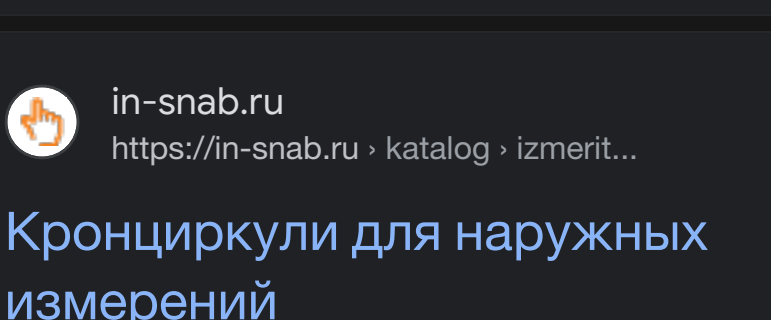 in-snab.ru
https://in-snab.ru › katalog › izmerit...
Кронциркули для наружных
измерений